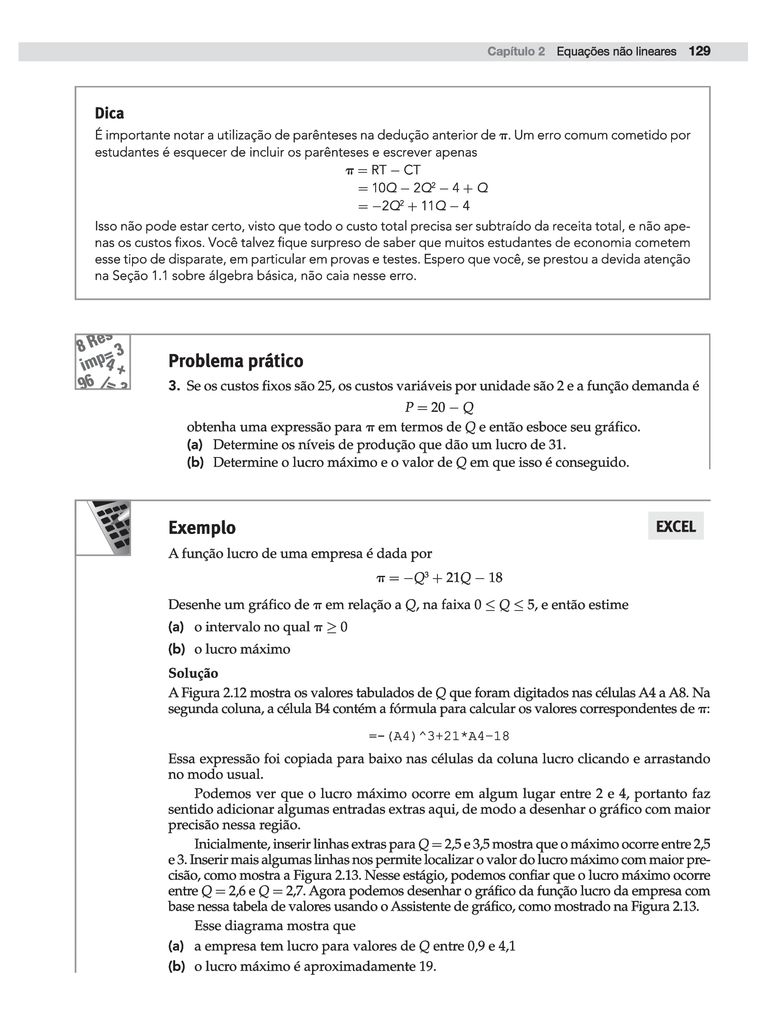 Capítulo 2 Equações não lineares 129
Dica
É importante notar a utilização de parênteses na dedução anterior de π. Um erro comum cometido por
estudantes é esquecer de incluir os parênteses e escrever apenas
π = RT − CT
= 10Q − 2Q² − 4 + Q
= −2Q² + 11Q − 4
Isso não pode estar certo, visto que todo o custo total precisa ser subtraído da receita total, e não ape-
nas os custos fixos. Você talvez fique surpreso de saber que muitos estudantes de economia cometem
esse tipo de disparate, em particular em provas e testes. Espero que você, se prestou a devida atenção
na Seção 1.1 sobre álgebra básica, não caia nesse erro.
8 Res
imp= 3
4 +
96 /= 3
Problema prático
3. Se os custos fixos são 25, os custos variáveis por unidade são 2 e a função demanda é
P = 20 − Q
obtenha uma expressão para π em termos de Q e então esboce seu gráfico.
(a) Determine os níveis de produção que dão um lucro de 31.
(b) Determine o lucro máximo e o valor de Q em que isso é conseguido.
Exemplo EXCEL
A função lucro de uma empresa é dada por
π = −Q³ + 21Q − 18
Desenhe um gráfico de π em relação a Q, na faixa 0 ≤ Q ≤ 5, e então estime
(a) o intervalo no qual π ≥ 0
(b) o lucro máximo
Solução
A Figura 2.12 mostra os valores tabulados de Q que foram digitados nas células A4 a A8. Na
segunda coluna, a célula B4 contém a fórmula para calcular os valores correspondentes de π:
=-(A4)^3+21*A4-18
Essa expressão foi copiada para baixo nas células da coluna lucro clicando e arrastando
no modo usual.
Podemos ver que o lucro máximo ocorre em algum lugar entre 2 e 4, portanto faz
sentido adicionar algumas entradas extras aqui, de modo a desenhar o gráfico com maior
precisão nessa região.
Inicialmente, inserir linhas extras para Q = 2,5 e 3,5 mostra que o máximo ocorre entre 2,5
e 3. Inserir mais algumas linhas nos permite localizar o valor do lucro máximo com maior pre-
cisão, como mostra a Figura 2.13. Nesse estágio, podemos confiar que o lucro máximo ocorre
entre Q = 2,6 e Q = 2,7. Agora podemos desenhar o gráfico da função lucro da empresa com
base nessa tabela de valores usando o Assistente de gráfico, como mostrado na Figura 2.13.
Esse diagrama mostra que
(a) a empresa tem lucro para valores de Q entre 0,9 e 4,1
(b) o lucro máximo é aproximadamente 19.